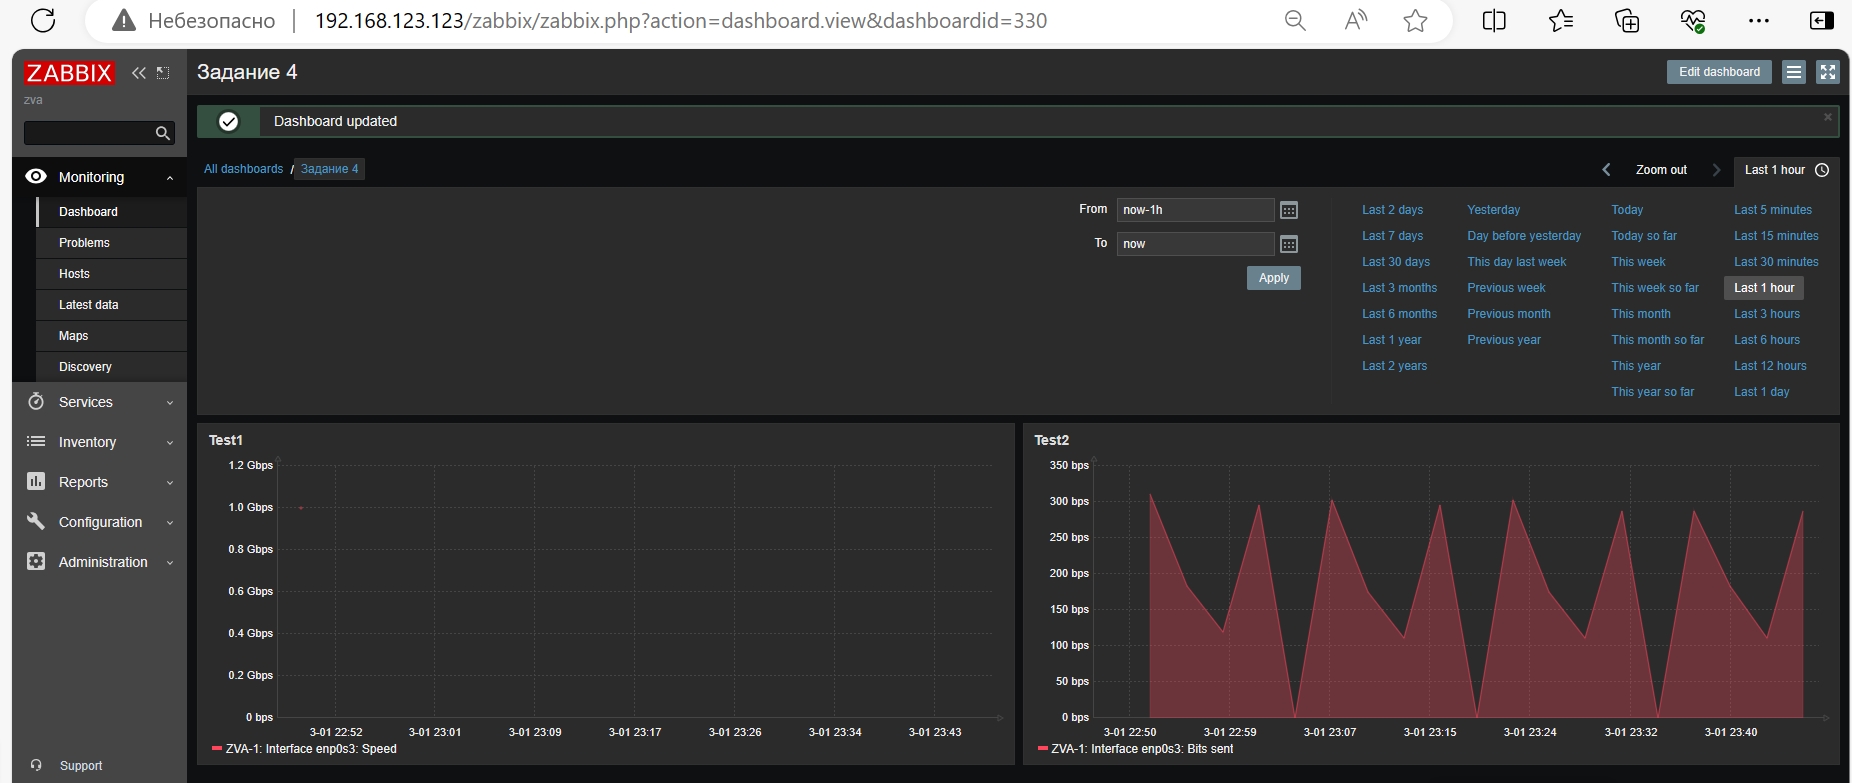 Небезопасно 192.168.123.123/zabbix/zabbix.php?action=dashboard.view&dashboardid=330
ZABBIX
zva
Задание 4
Edit dashboard
Dashboard updated
Monitoring
Dashboard
Problems
Hosts
Latest data
Maps
Discovery
Services
Inventory
Reports
Configuration
Administration
Support
All dashboards / Задание 4
Zoom out
Last 1 hour
From now-1h
To now
Apply
Last 2 days Yesterday Today Last 5 minutes
Last 7 days Day before yesterday Today so far Last 15 minutes
Last 30 days This day last week This week Last 30 minutes
Last 3 months Previous week This week so far Last 1 hour
Last 6 months Previous month This month Last 3 hours
Last 1 year Previous year This month so far Last 6 hours
Last 2 years This year Last 12 hours
This year so far Last 1 day
Test1
1.2 Gbps
1.0 Gbps
0.8 Gbps
0.6 Gbps
0.4 Gbps
0.2 Gbps
0 bps
3-01 22:52 3-01 23:01 3-01 23:09 3-01 23:17 3-01 23:26 3-01 23:34 3-01 23:43
ZVA-1: Interface enp0s3: Speed
Test2
350 bps
300 bps
250 bps
200 bps
150 bps
100 bps
50 bps
0 bps
3-01 22:50 3-01 22:59 3-01 23:07 3-01 23:15 3-01 23:24 3-01 23:32 3-01 23:40
ZVA-1: Interface enp0s3: Bits sent